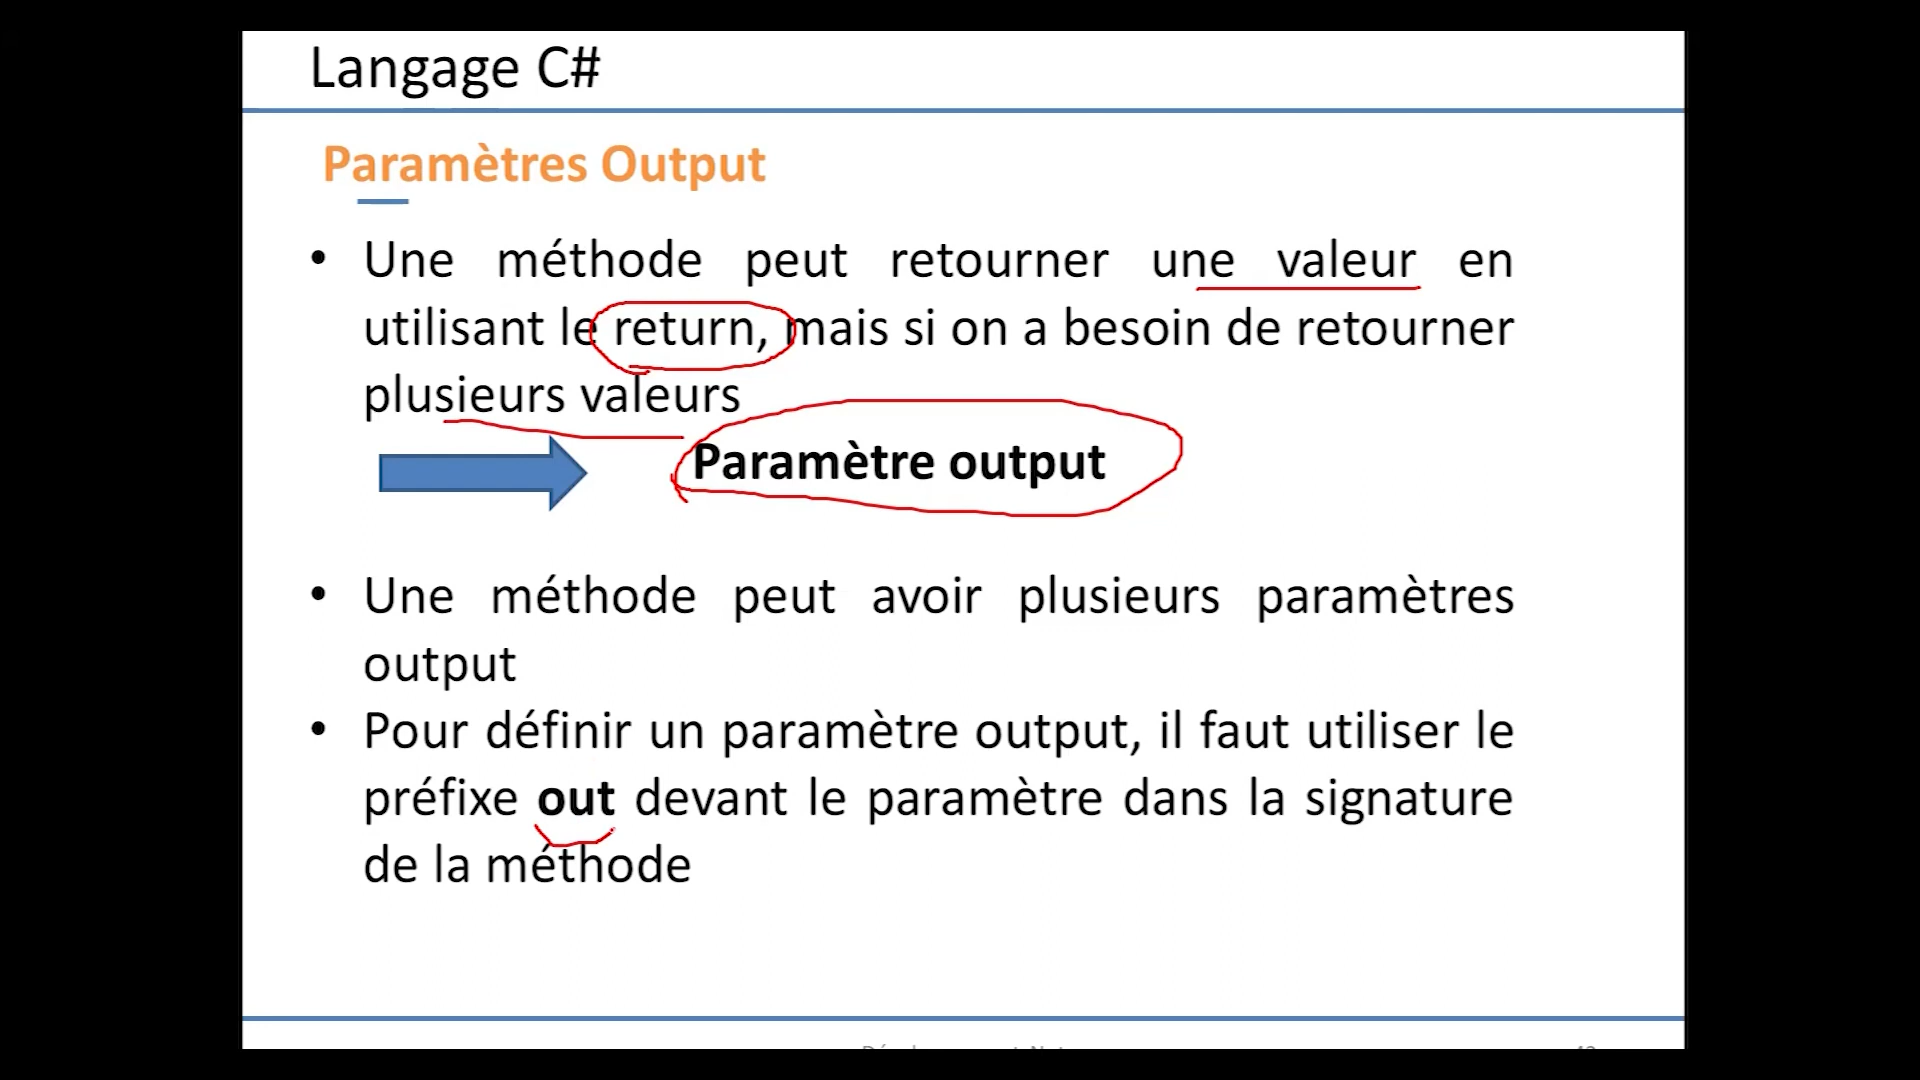 Langage C#
Paramètres Output
• Une méthode peut retourner une valeur en
utilisant le return, mais si on a besoin de retourner
plusieurs valeurs
Paramètre output
• Une méthode peut avoir plusieurs paramètres
output
• Pour définir un paramètre output, il faut utiliser le
préfixe out devant le paramètre dans la signature
de la méthode